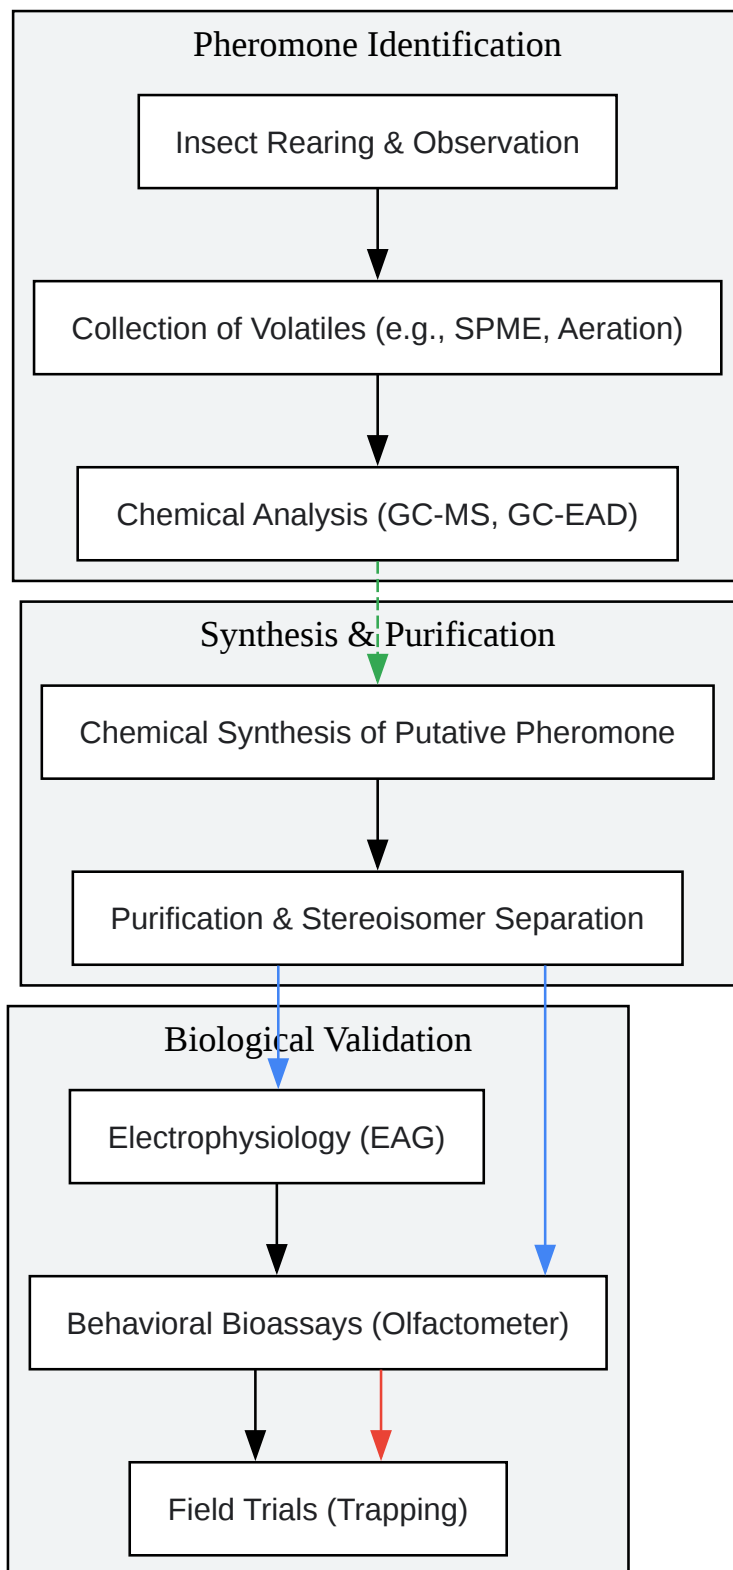 Pheromone Identification
Insect Rearing & Observation
Collection of Volatiles (e.g., SPME, Aeration)
Chemical Analysis (GC-MS, GC-EAD)
Synthesis & Purification
Chemical Synthesis of Putative Pheromone
Purification & Stereoisomer Separation
Biological Validation
Electrophysiology (EAG)
Behavioral Bioassays (Olfactometer)
Field Trials (Trapping)